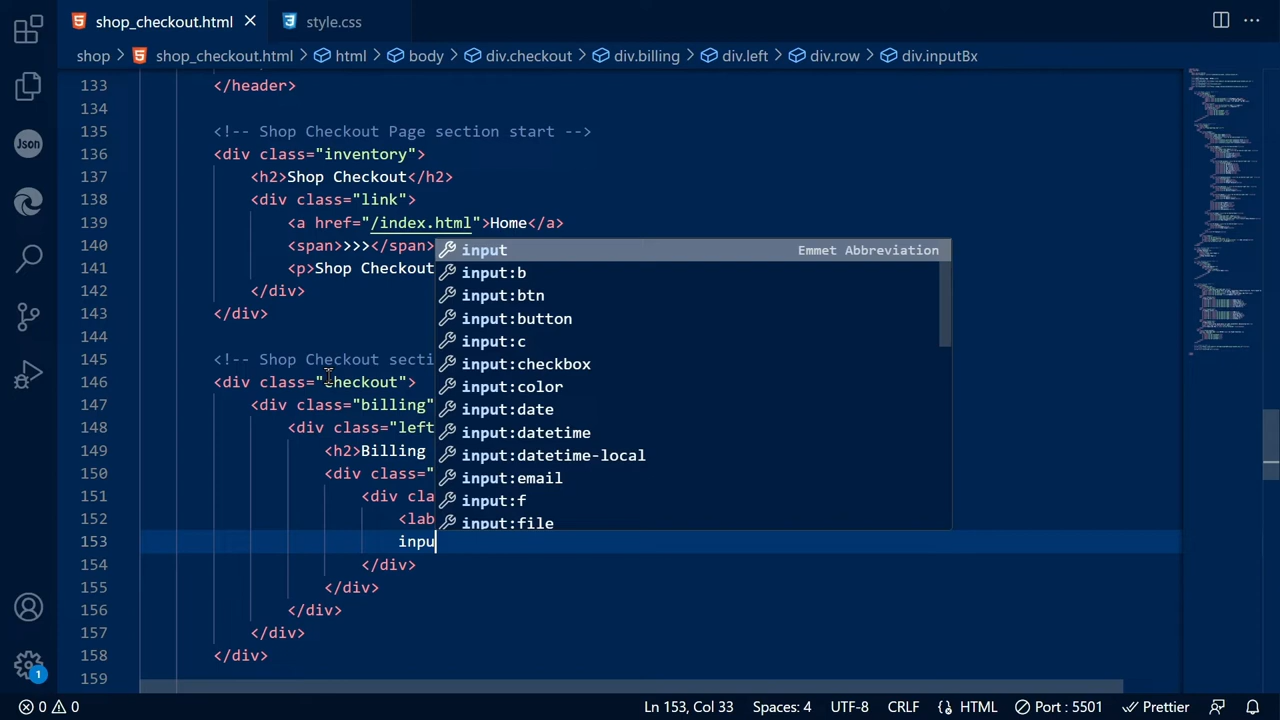 shop_checkout.html
style.css
shop > shop_checkout.html > html > body > div.checkout > div.billing > div.left > div.row > div.inputBx
133 </header>
134
135 <!-- Shop Checkout Page section start -->
136 <div class="inventory">
137 <h2>Shop Checkout</h2>
138 <div class="link">
139 <a href="/index.html">Home</a>
140 <span>>>></span>
141 <p>Shop Checkout
142 </div>
143 </div>
144
145 <!-- Shop Checkout secti
146 <div class="checkout">
147 <div class="billing"
148 <div class="left
149 <h2>Billing
150 <div class="
151 <div cla
152 <lab
153 inpu
154 </div>
155 </div>
156 </div>
157 </div>
158 </div>
159
input Emmet Abbreviation
input:b
input:btn
input:button
input:c
input:checkbox
input:color
input:date
input:datetime
input:datetime-local
input:email
input:f
input:file
Json
1
0 0
Ln 153, Col 33 Spaces: 4 UTF-8 CRLF {} HTML Port : 5501 Prettier